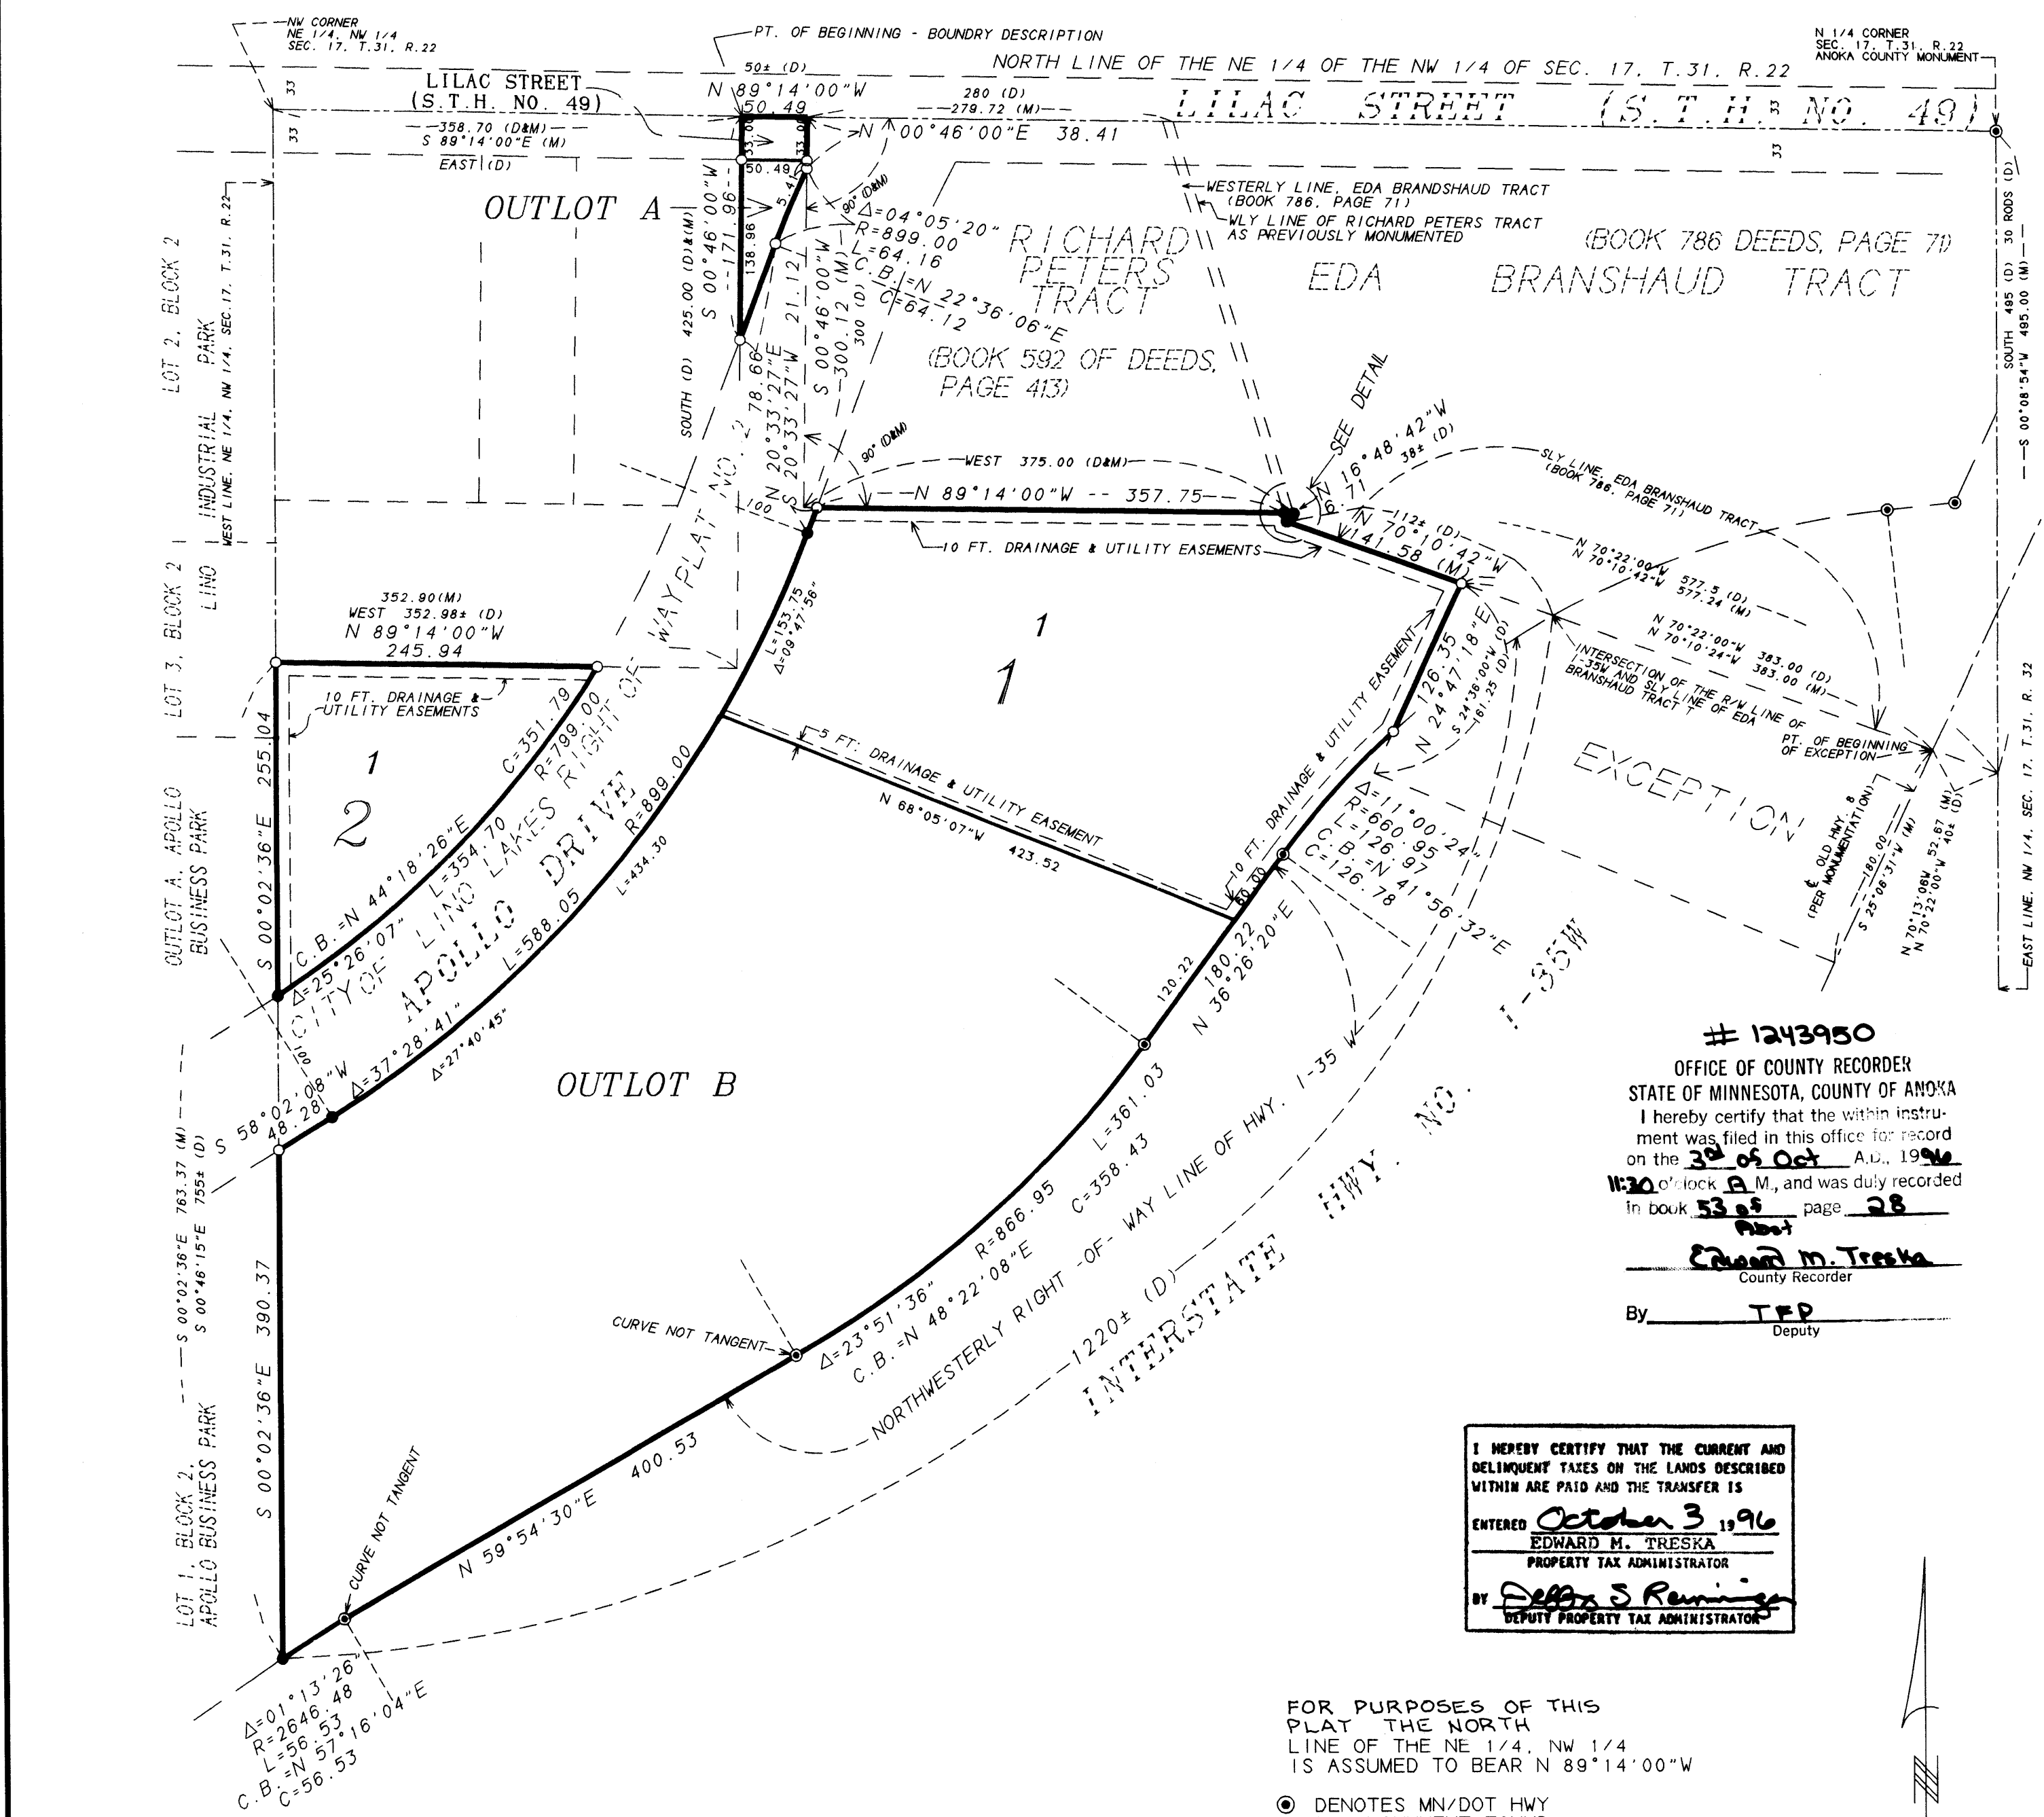 NW CORNER
NE 1/4, NW 1/4
SEC. 17, T.31, R.22
PT. OF BEGINNING - BOUNDRY DESCRIPTION
N 1/4 CORNER
SEC. 17, T.31, R.22
ANOKA COUNTY MONUMENT
NORTH LINE OF THE NE 1/4 OF THE NW 1/4 OF SEC. 17, T.31, R.22
LILAC STREET
(S.T.H. NO. 49)
50± (D)
N 89°14'00"W
50.49
280 (D)
279.72 (M)
LILAC STREET (S.T.H. NO. 49)
33
33
33
33
358.70 (D&M)
S 89°14'00"E (M)
EAST (D)
N 00°46'00"E 38.41
33.00
33.00
50.49
5.41
OUTLOT A
S 00°46'00"W
171.96
138.96
SOUTH (D) 425.00 (D)&(M)
90° (D&M)
Δ=04°05'20"
R=899.00
L=64.16
C.B.=N 22°36'06"E
C=64.12
WESTERLY LINE, EDA BRANDSHAUD TRACT
(BOOK 786, PAGE 71)
WLY LINE OF RICHARD PETERS TRACT
AS PREVIOUSLY MONUMENTED
RICHARD
PETERS
TRACT
(BOOK 592 OF DEEDS,
PAGE 413)
(BOOK 786 DEEDS, PAGE 71)
EDA BRANSHAUD TRACT
SOUTH 495 (D) 30 RODS (D)
S 00°08'54"W 495.00 (M)
LOT 2, BLOCK 2
LINO INDUSTRIAL PARK
WEST LINE, NE 1/4, NW 1/4, SEC.17, T.31, R.22
LOT 3, BLOCK 2
S 00°46'00"W
300.12 (M)
300 (D)
78.66
N 20°33'27"E
S 20°33'27"W 21.12
90° (D&M)
100
WEST 375.00 (D&M)
N 89°14'00"W -- 357.75
10 FT. DRAINAGE & UTILITY EASEMENTS
SEE DETAIL
N 16°48'42"W
38± (D)
6.71
112± (D)
N 70°10'42"W
141.58
(M)
SLY LINE, EDA BRANSHAUD TRACT
(BOOK 786, PAGE 71)
N 70°22'00"W 577.5 (D)
N 70°10'42"W 577.24 (M)
N 70°22'00"W 383.00 (D)
N 70°10'24"W 383.00 (M)
INTERSECTION OF THE R/W LINE OF
I-35W AND SLY LINE OF EDA
BRANSHAUD TRACT T
PT. OF BEGINNING
OF EXCEPTION
EXCEPTION
126.35
N 24°47'18"E
S 24°36'00"W (D)
161.25 (D)
℄ OLD HWY. 8
(PER MONUMENTATION)
180.00
S 25°08'31"W (M)
N 70°13'06W 52.67 (M)
N 70°22'00"W 40± (D)
EAST LINE, NW 1/4, SEC. 17, T.31, R. 32
352.90(M)
WEST 352.98± (D)
N 89°14'00"W
245.94
10 FT. DRAINAGE &
UTILITY EASEMENTS
1
2
S 00°02'36"E 255.04
C=351.79
R=799.00
C.B.=N 44°18'26"E
L=354.70
Δ=25°26'07"
CITY OF LINO LAKES RIGHT OF WAY PLAT NO. 2
APOLLO DRIVE
L=153.75
Δ=09°47'56"
R=899.00
L=434.30
L=588.05
Δ=37°28'41"
Δ=27°40'45"
1
1
5 FT. DRAINAGE & UTILITY EASEMENT
N 68°05'07"W 423.52
10 FT. DRAINAGE & UTILITY EASEMENT
Δ=11°00'24"
R=660.95
L=126.97
C.B.=N 41°56'32"E
C=126.78
60.00
180.22
N 36°26'20"E
120.22
OUTLOT A, APOLLO
BUSINESS PARK
100
S 58°02'08"W
48.28
OUTLOT B
S 00°02'36"E 763.37 (M)
S 00°46'15"E 755± (D)
S 00°02'36"E 390.37
LOT 1, BLOCK 2,
APOLLO BUSINESS PARK
L=361.03
R=866.95
C=358.43
Δ=23°51'36"
C.B.=N 48°22'08"E
CURVE NOT TANGENT
NORTHWESTERLY RIGHT -OF- WAY LINE OF HWY. I-35 W
1220± (D)
INTERSTATE HWY. NO. I-35W
400.53
N 59°54'30"E
CURVE NOT TANGENT
Δ=01°13'26"
R=2646.48
L=56.53
C.B.=N 57°16'04"E
C=56.53
# 1243950
OFFICE OF COUNTY RECORDER
STATE OF MINNESOTA, COUNTY OF ANOKA
I hereby certify that the within instru-
ment was filed in this office for record
on the 3rd of Oct A.D., 1996
11:30 o'clock A M., and was duly recorded
in book 53 of page 28
Abst
Edward M. Treska
County Recorder
By TFP
Deputy
I HEREBY CERTIFY THAT THE CURRENT AND
DELINQUENT TAXES ON THE LANDS DESCRIBED
WITHIN ARE PAID AND THE TRANSFER IS
ENTERED October 3 1996
EDWARD M. TRESKA
PROPERTY TAX ADMINISTRATOR
BY
DEPUTY PROPERTY TAX ADMINISTRATOR
FOR PURPOSES OF THIS
PLAT THE NORTH
LINE OF THE NE 1/4, NW 1/4
IS ASSUMED TO BEAR N 89°14'00"W
DENOTES MN/DOT HWY